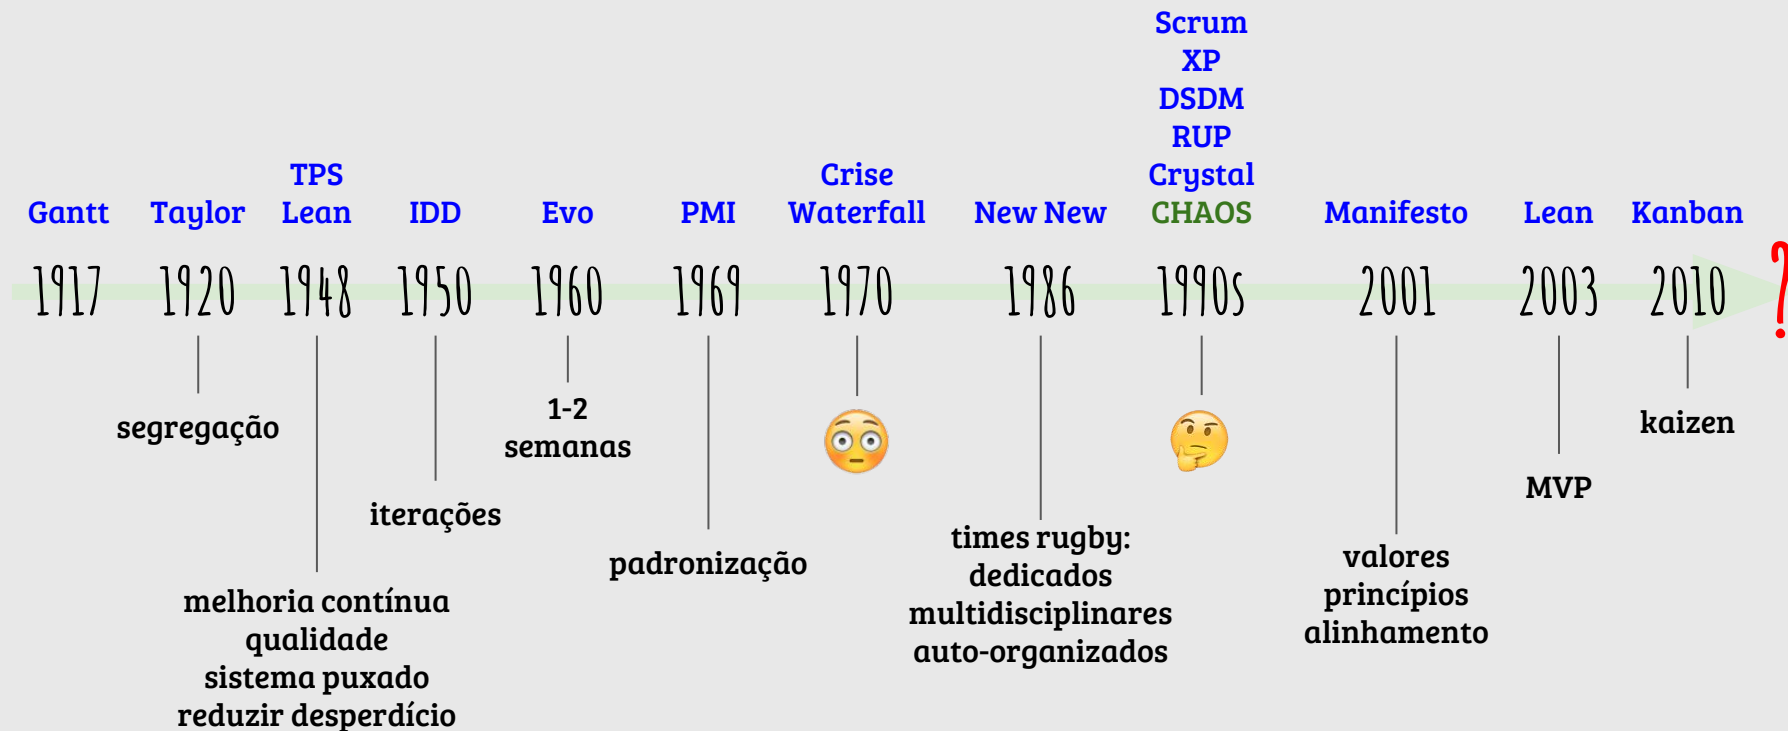 Scrum
XP
DSDM
RUP
TPS
Crise
Crystal
Gantt Taylor Lean IDD Evo PMI Waterfall New New CHAOS Manifesto Lean Kanban
1917 1920 1948 1950 1960 1969 1970 1986 1990s 2001 2003 2010 ?
segregação
1-2
semanas
kaizen
iterações
MVP
padronização
times rugby:
dedicados
multidisciplinares
auto-organizados
valores
princípios
alinhamento
melhoria contínua
qualidade
sistema puxado
reduzir desperdício